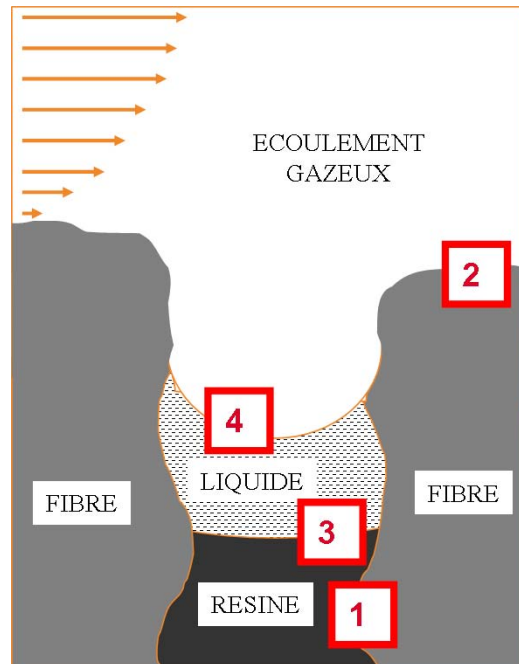 ECOULEMENT
GAZEUX
2
4
LIQUIDE
FIBRE
FIBRE
3
RESINE
1